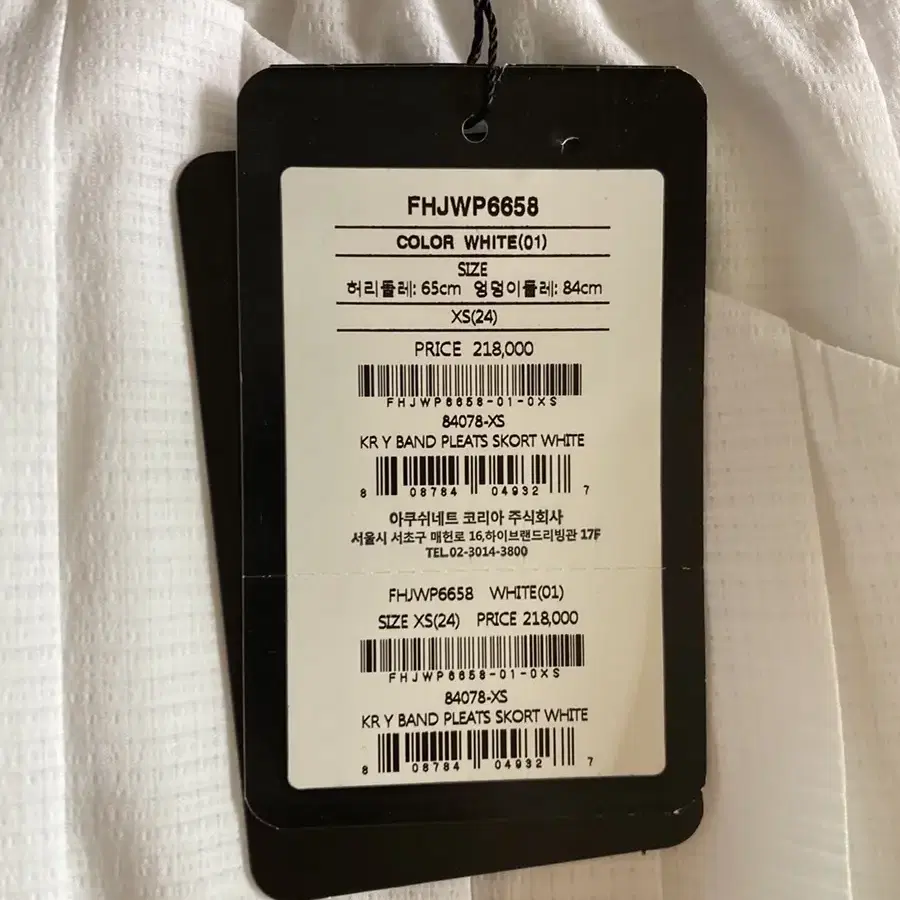 FHJWP6658
COLOR WHITE(01)
SIZE
허리둘레: 65cm 엉덩이둘레: 84cm
XS(24)
PRICE 218,000
FHJWP6658-01-0XS
84078-XS
KR Y BAND PLEATS SKORT WHITE
8 08784 04932 7
아쿠쉬네트 코리아 주식회사
서울시 서초구 매헌로 16,하이브랜드리빙관 17F
TEL.02-3014-3800
FHJWP6658 WHITE(01)
SIZE XS(24) PRICE 218,000
FHJWP6658-01-0XS
84078-XS
KR Y BAND PLEATS SKORT WHITE
8 08784 04932 7